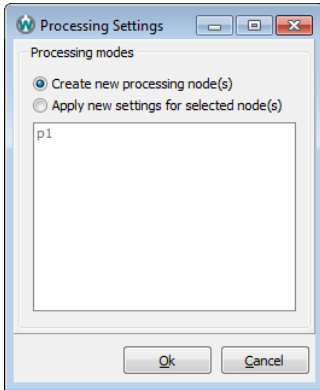 Processing Settings
Processing modes
Create new processing node(s)
Apply new settings for selected node(s)
p1
Ok
Cancel